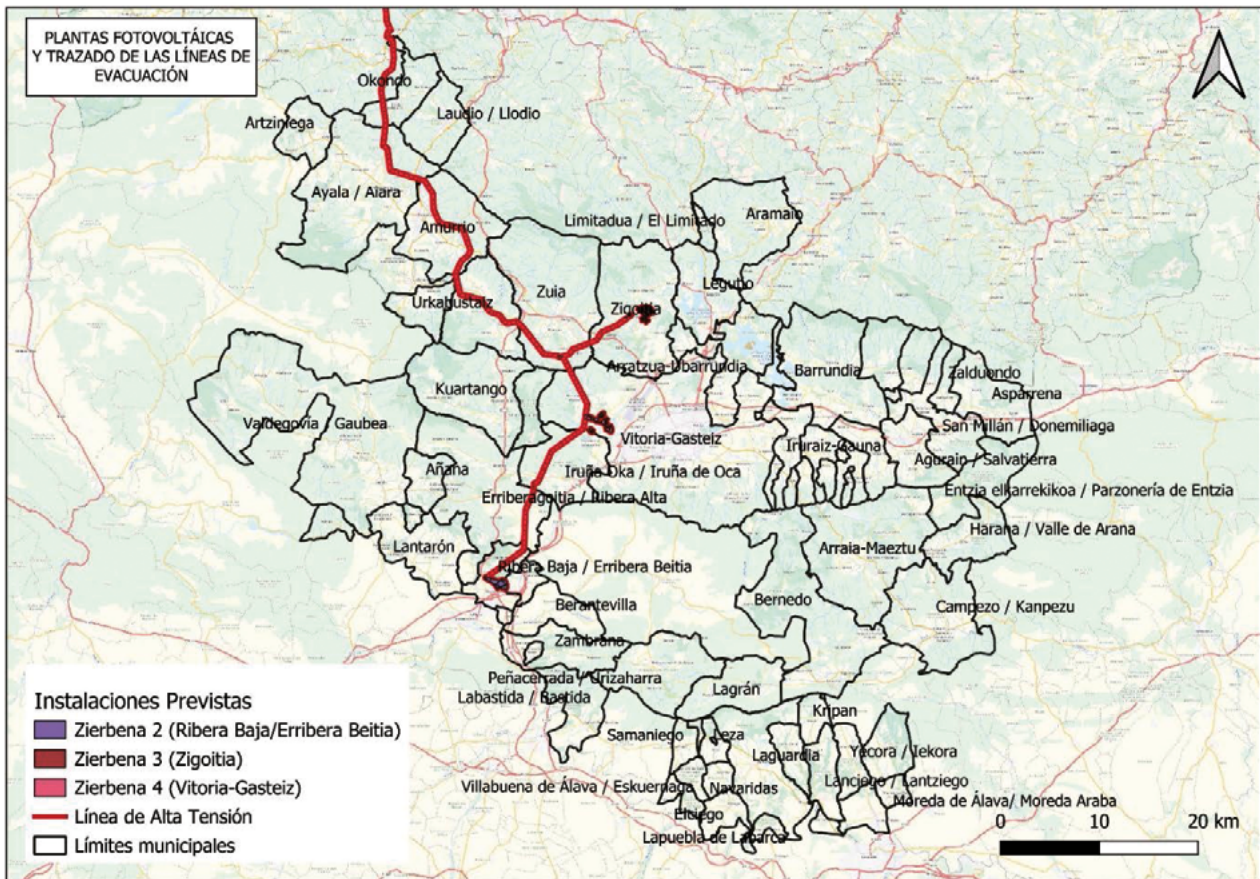 PLANTAS FOTOVOLTÁICAS
Y TRAZADO DE LAS LÍNEAS DE
EVACUACIÓN
Okondo
Laudio / Llodio
Artziniega
Ayala / Aiara
Amurrio
Limitadua / El Limitado
Aramaio
Legutio
Urkabustaiz
Zuia
Zigoitia
Arratzua-Ubarrundia
Barrundia
Zalduondo
Asparrena
Kuartango
Valdegovía
Gaubea
Vitoria-Gasteiz
San Millán / Donemiliaga
Iruraiz-Gauna
Agurain / Salvatierra
Añana
Iruña Oka / Iruña de Oca
Entzia elkarrekikoa / Parzonería de Entzia
Erriberagoitia / Ribera Alta
Harana / Valle de Arana
Lantarón
Arraia-Maeztu
Ribera Baja / Erribera Beitia
Berantevilla
Bernedo
Campezo / Kanpezu
Zambrana
Peñacerrada / Urizaharra
Labastida / Bastida
Lagrán
Kripan
Samaniego
Leza
Laguardia
Yécora / Iekora
Villabuena de Álava / Eskuernaga
Navaridas
Lanciego / Lantziego
Moreda de Álava/ Moreda Araba
Elciego
Lapuebla de Labarca
Instalaciones Previstas
Zierbena 2 (Ribera Baja/Erribera Beitia)
Zierbena 3 (Zigoitia)
Zierbena 4 (Vitoria-Gasteiz)
Línea de Alta Tensión
Límites municipales
0 10 20 km